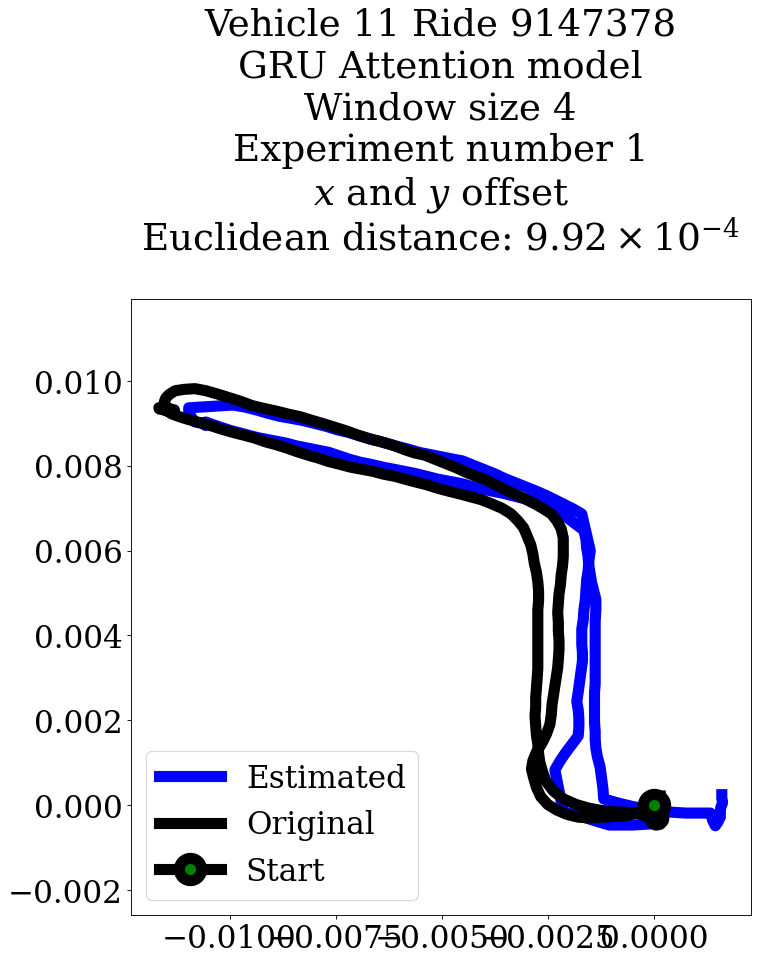 Vehicle 11 Ride 9147378
GRU Attention model
Window size 4
Experiment number 1
x and y offset
Euclidean distance: 9.92 × 10⁻⁴
0.010
0.008
0.006
0.004
0.002
0.000
−0.002
Estimated
Original
Start
−0.0100 −0.0075 −0.0050 −0.0025 0.0000